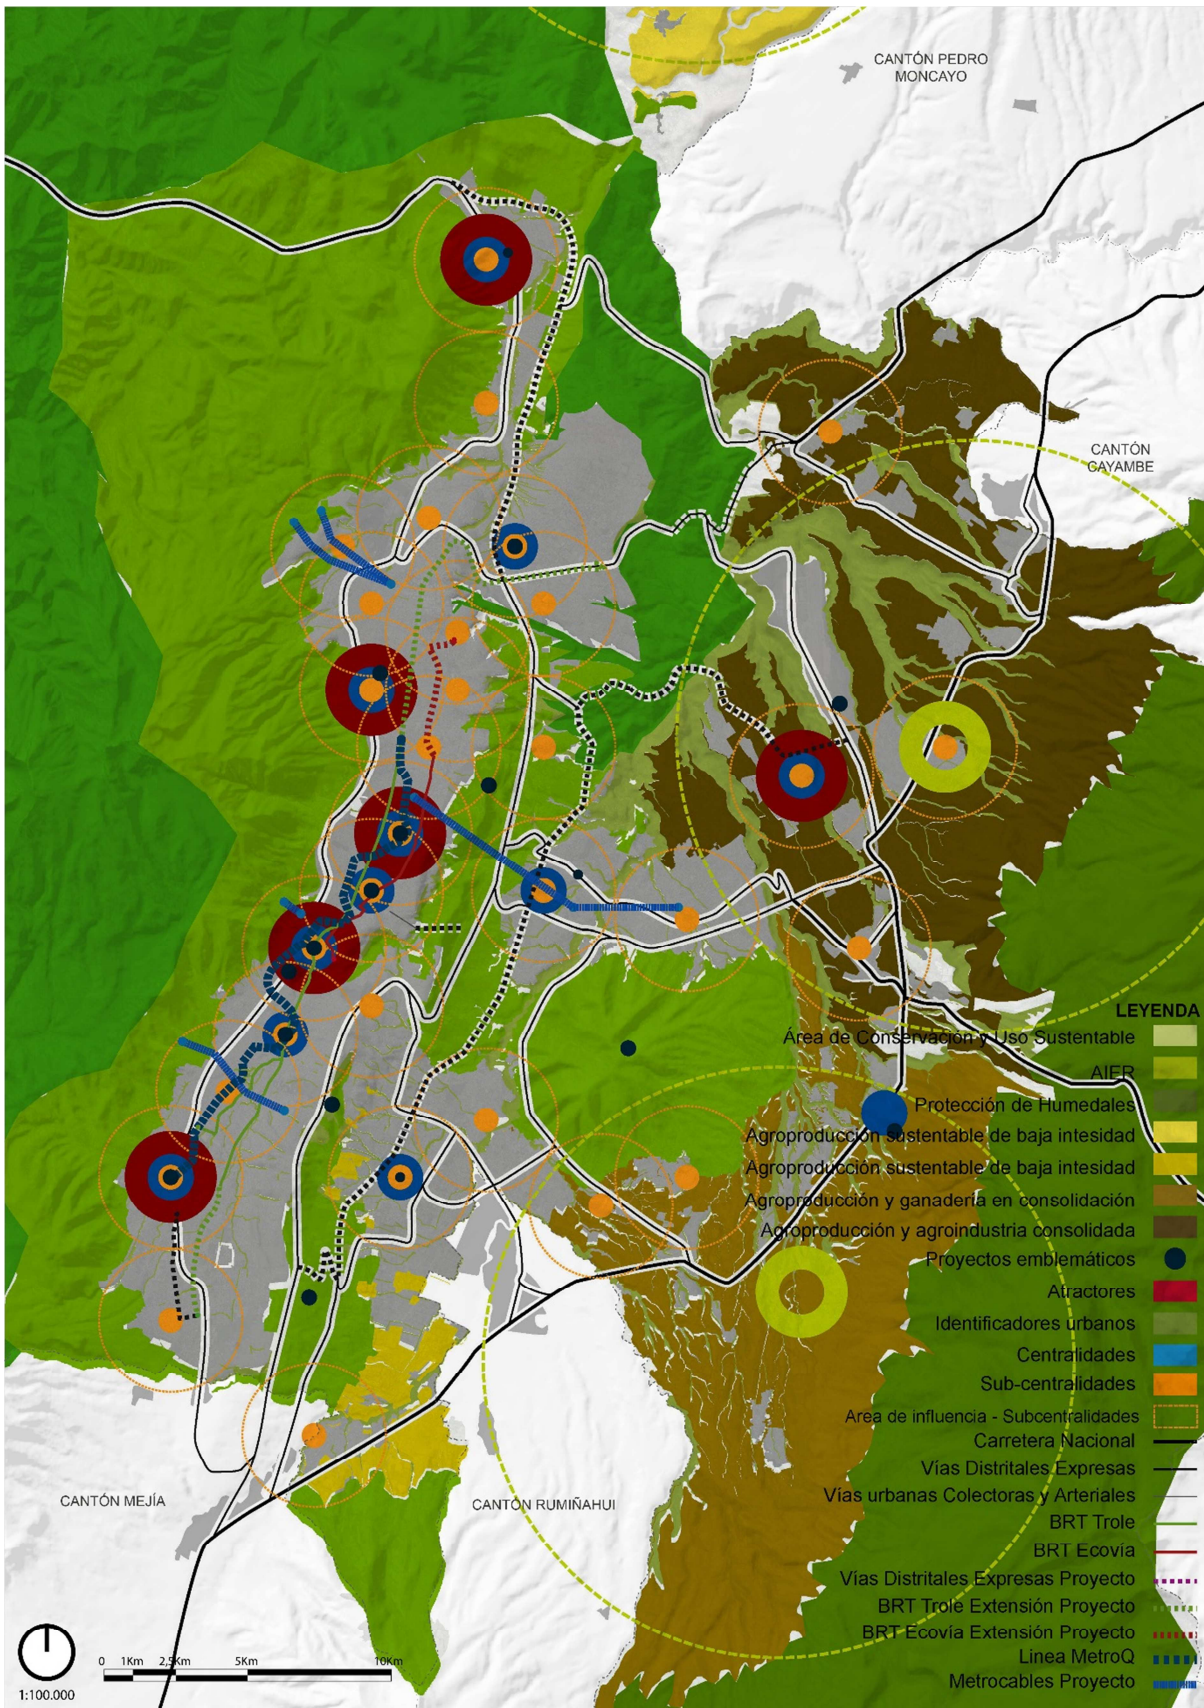 CANTÓN PEDRO
MONCAYO
CANTÓN
CAYAMBE
LEYENDA
Área de Conservación y Uso Sustentable
AIER
Protección de Humedales
Agroproducción sustentable de baja intesidad
Agroproducción sustentable de baja intesidad
Agroproducción y ganadería en consolidación
Agroproducción y agroindustria consolidada
Proyectos emblemáticos
Atractores
Identificadores urbanos
Centralidades
Sub-centralidades
Area de influencia - Subcentralidades
Carretera Nacional
Vías Distritales Expresas
Vías urbanas Colectoras y Arteriales
BRT Trole
BRT Ecovía
Vías Distritales Expresas Proyecto
BRT Trole Extensión Proyecto
BRT Ecovía Extensión Proyecto
Linea MetroQ
Metrocables Proyecto
CANTÓN MEJÍA
CANTÓN RUMIÑAHUI
0 1Km 2,5Km 5Km 10Km
1:100.000